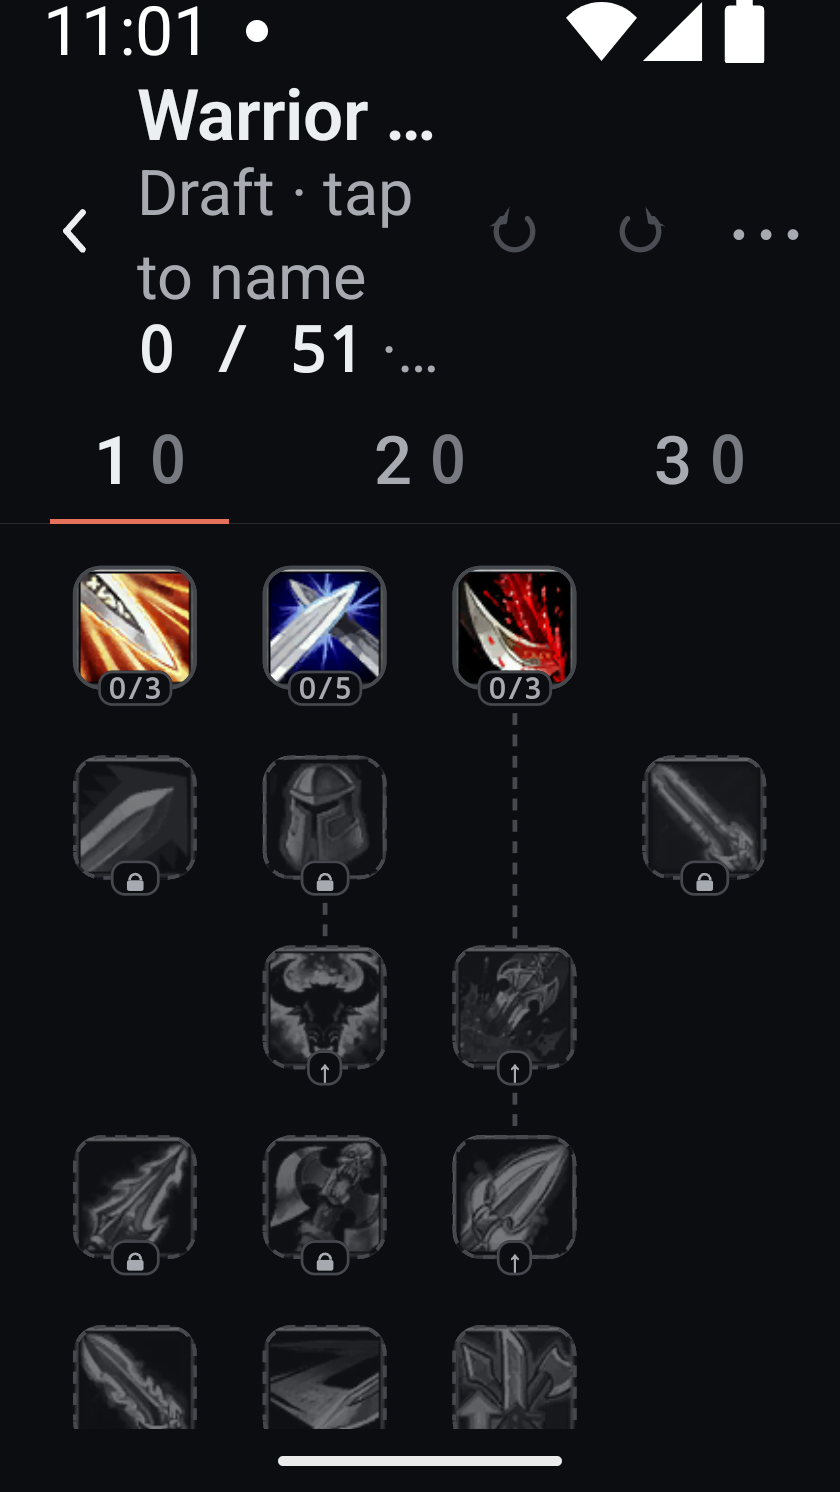 11:01
Warrior ...
Draft · tap
to name
0 / 51 ·...
1 0
2 0
3 0
0/3
0/5
0/3
↑
↑
↑